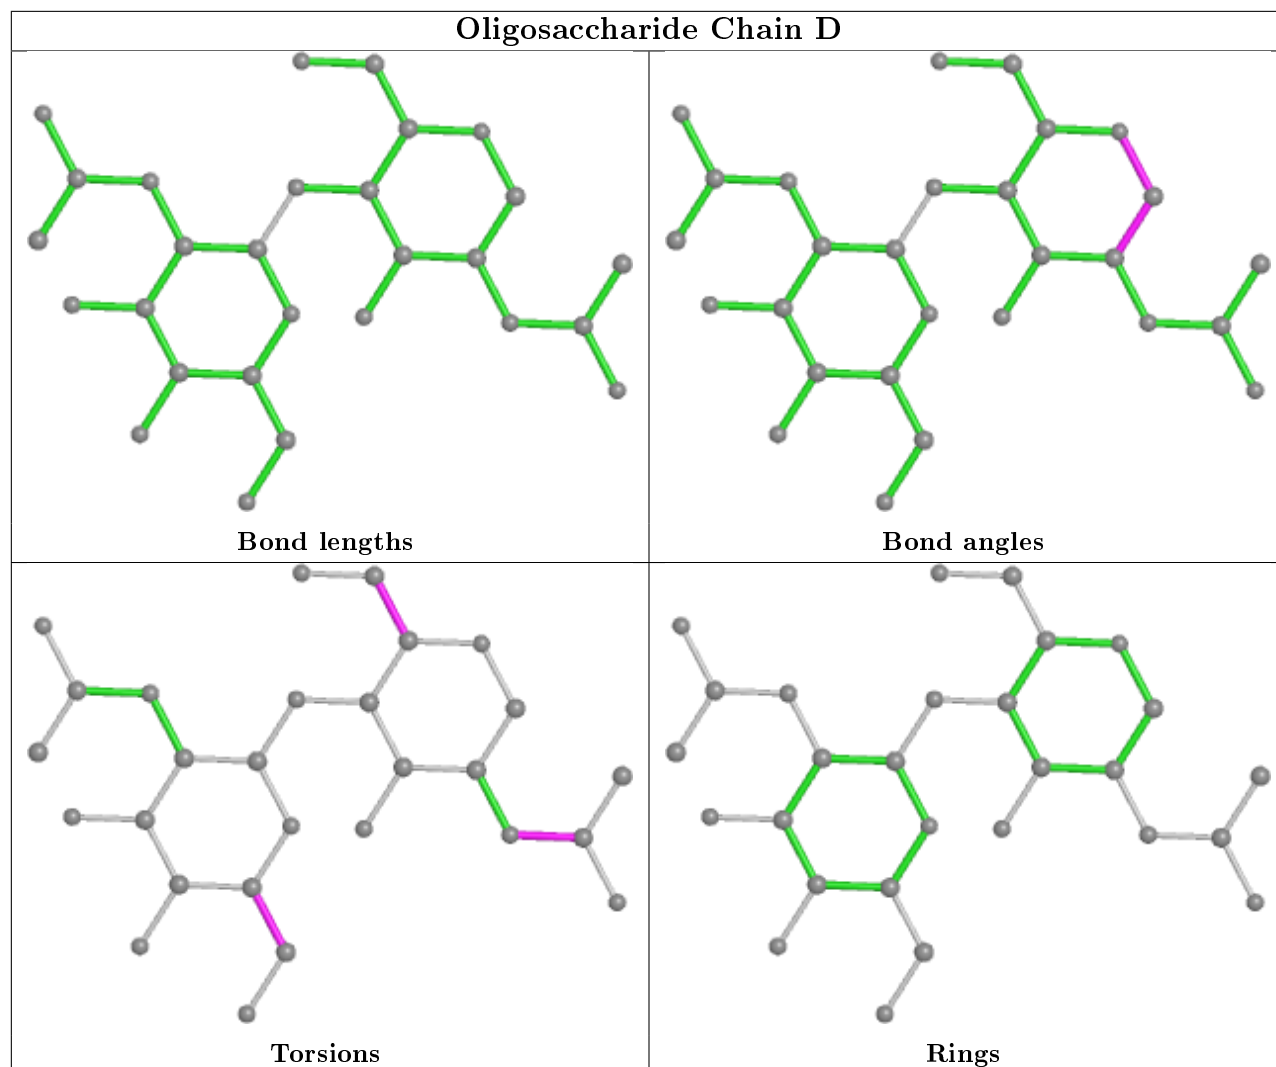 Oligosaccharide Chain D
Bond lengths
Bond angles
Torsions
Rings